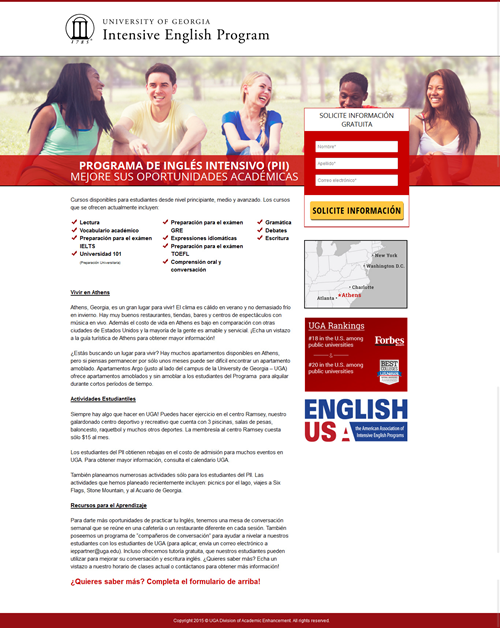 UNIVERSITY OF GEORGIA
Intensive English Program
1785
PROGRAMA DE INGLÉS INTENSIVO (PII)
MEJORE SUS OPORTUNIDADES ACADÉMICAS
SOLICITE INFORMACIÓN
GRATUITA
Nombre*
Apellido*
Correo electrónico*
SOLICITE INFORMACIÓN
Cursos disponibles para estudiantes desde nivel principiante, medio y avanzado. Los cursos
que se ofrecen actualmente incluyen:
Lectura
Vocabulario académico
Preparación para el exámen
IELTS
Universidad 101
(Preparación Universitaria)
Preparación para el exámen
GRE
Expresiones idiomáticas
Preparación para el exámen
TOEFL
Comprensión oral y
conversación
Gramática
Debates
Escritura
New York
Washington D.C.
Charlotte
Atlanta
Athens
Vivir en Athens
Athens, Georgia, es un gran lugar para vivir! El clima es cálido en verano y no demasiado frío
en invierno. Hay muy buenos restaurantes, tiendas, bares y centros de espectáculos con
música en vivo. Además el costo de vida en Athens es bajo en comparación con otras
ciudades de Estados Unidos y la mayoría de la gente es amable y servicial. ¡Echa un vistazo
a la guía turística de Athens para obtener mayor información!
¿Estás buscando un lugar para vivir? Hay muchos apartamentos disponibles en Athens,
pero si piensas permanecer por sólo unos meses puede ser difícil encontrar un apartamento
amoblado. Apartamentos Argo (justo al lado del campus de la University de Georgia – UGA)
ofrece apartamentos amoblados y sin amoblar a los estudiantes del Programa para alquilar
durante cortos períodos de tiempo.
UGA Rankings
#18 in the U.S. among
public universities
Forbes
&
#20 in the U.S. among
public universities
BEST
COLLEGES
USNEWS
ENGLISH
USA
the American Association of
Intensive English Programs
Actividades Estudiantiles
Siempre hay algo que hacer en UGA! Puedes hacer ejercicio en el centro Ramsey, nuestro
galardonado centro deportivo y recreativo que cuenta con 3 piscinas, salas de pesas,
baloncesto, raquetbol y muchos otros deportes. La membresía al centro Ramsey cuesta
sólo $15 al mes.
Los estudiantes del PII obtienen rebajas en el costo de admisión para muchos eventos en
UGA. Para obtener mayor información, consulta el calendario UGA.
También planeamos numerosas actividades sólo para los estudiantes del PII. Las
actividades que hemos planeado recientemente incluyen: picnics por el lago, viajes a Six
Flags, Stone Mountain, y al Acuario de Georgia.
Recursos para el Aprendizaje
Para darte más oportunidades de practicar tu Inglés, tenemos una mesa de conversación
semanal que se reúne en una cafetería o un restaurante diferente en cada sesión. También
poseemos un programa de "compañeros de conversación" para ayudar a nivelar a nuestros
estudiantes con los estudiantes de UGA (para aplicar, envía un correo electrónico a
ieppartner@uga.edu). Incluso ofrecemos tutoría gratuita, que nuestros estudiantes pueden
utilizar para mejorar su conversación y escritura inglés. ¿Quieres saber más? Echa un
vistazo a nuestro horario de clases actual o contáctanos para obtener más información!
¿Quieres saber más? Completa el formulario de arriba!
Copyright 2015 © UGA Division of Academic Enhancement. All rights reserved.